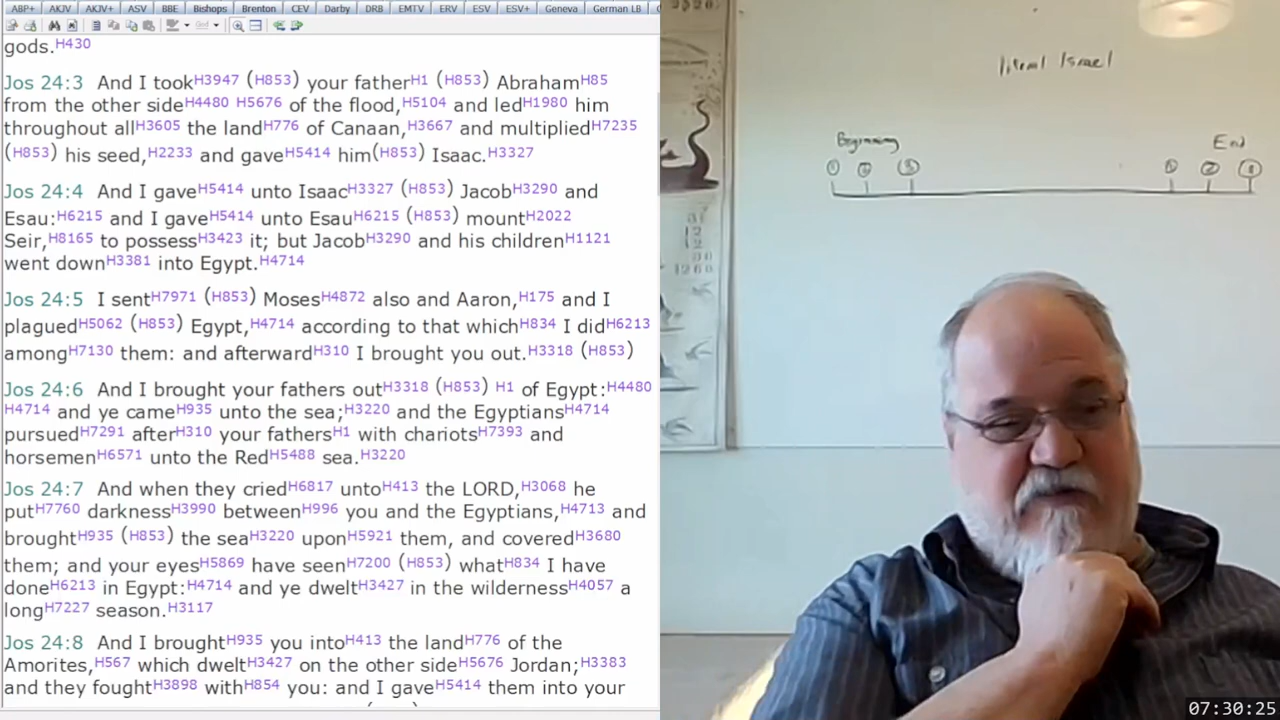 ABP+ AKJV AKJV+ ASV BBE Bishops Brenton CEV Darby DRB EMTV ERV ESV ESV+ Geneva German LB
gods.H430
Jos 24:3 And I tookH3947 (H853) your fatherH1 (H853) AbrahamH85
from the other sideH4480 H5676 of the flood,H5104 and ledH1980 him
throughout allH3605 the landH776 of Canaan,H3667 and multipliedH7235
(H853) his seed,H2233 and gaveH5414 him(H853) Isaac.H3327
Jos 24:4 And I gaveH5414 unto IsaacH3327 (H853) JacobH3290 and
Esau:H6215 and I gaveH5414 unto EsauH6215 (H853) mountH2022
Seir,H8165 to possessH3423 it; but JacobH3290 and his childrenH1121
went downH3381 into Egypt.H4714
Jos 24:5 I sentH7971 (H853) MosesH4872 also and Aaron,H175 and I
plaguedH5062 (H853) Egypt,H4714 according to that whichH834 I didH6213
amongH7130 them: and afterwardH310 I brought you out.H3318 (H853)
Jos 24:6 And I brought your fathers outH3318 (H853) H1 of Egypt:H4480
H4714 and ye cameH935 unto the sea;H3220 and the EgyptiansH4714
pursuedH7291 afterH310 your fathersH1 with chariotsH7393 and
horsemenH6571 unto the RedH5488 sea.H3220
Jos 24:7 And when they criedH6817 untoH413 the LORD,H3068 he
putH7760 darknessH3990 betweenH996 you and the Egyptians,H4713 and
broughtH935 (H853) the seaH3220 uponH5921 them, and coveredH3680
them; and your eyesH5869 have seenH7200 (H853) whatH834 I have
doneH6213 in Egypt:H4714 and ye dweltH3427 in the wildernessH4057 a
longH7227 season.H3117
Jos 24:8 And I broughtH935 you intoH413 the landH776 of the
Amorites,H567 which dweltH3427 on the other sideH5676 Jordan;H3383
and they foughtH3898 withH854 you: and I gaveH5414 them into your
literal Israel
Beginning End
1 2 3
12
1260
07:30:25